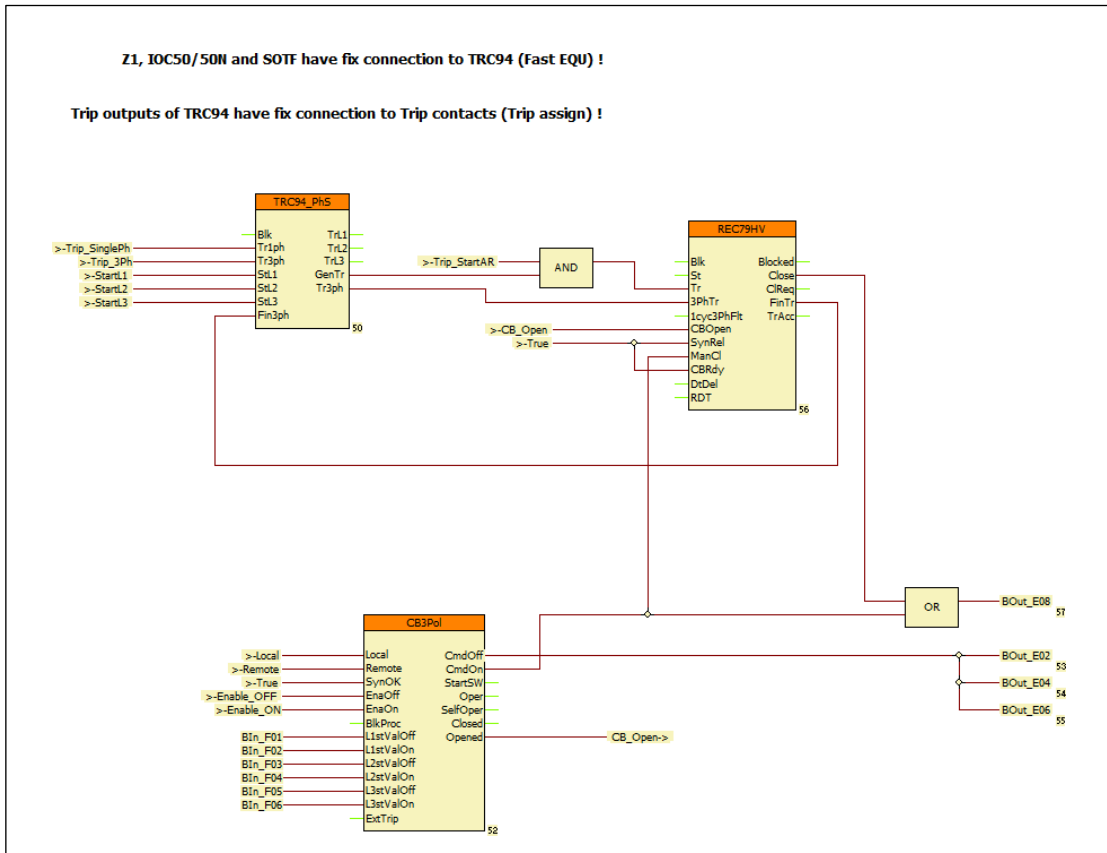 Z1, IOC50/50N and SOTF have fix connection to TRC94 (Fast EQU) !
Trip outputs of TRC94 have fix connection to Trip contacts (Trip assign) !
TRC94_PhS
Blk TrL1
>-Trip_SinglePh Tr1ph TrL2
>-Trip_3Ph Tr3ph TrL3
>-StartL1 StL1 GenTr
>-StartL2 StL2 Tr3ph
>-StartL3 StL3
Fin3ph
50
>-Trip_StartAR
AND
REC79HV
Blk Blocked
St Close
Tr ClReq
3PhTr FinTr
1cyc3PhFlt TrAcc
>-CB_Open CBOpen
>-True SynRel
ManCl
CBRdy
DtDel
RDT
56
CB3Pol
>-Local Local CmdOff
>-Remote Remote CmdOn
>-True SynOK StartSW
>-Enable_OFF EnaOff Oper
>-Enable_ON EnaOn SelfOper
BlkProc Closed
BIn_F01 L1stValOff Opened
BIn_F02 L1stValOn
BIn_F03 L2stValOff
BIn_F04 L2stValOn
BIn_F05 L3stValOff
BIn_F06 L3stValOn
ExtTrip
52
CB_Open->
OR
BOut_E08
57
BOut_E02
53
BOut_E04
54
BOut_E06
55